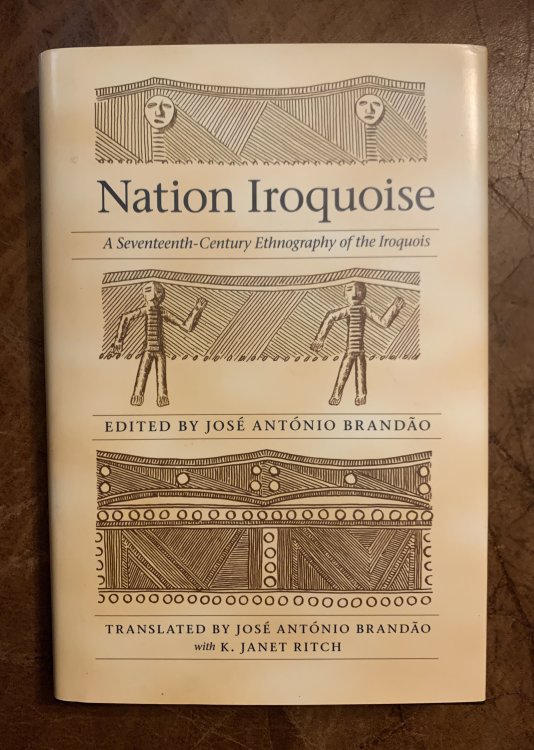 Nation Iroquoise
A Seventeenth-Century Ethnography of the Iroquois
EDITED BY JOSÉ ANTÓNIO BRANDÃO
TRANSLATED BY JOSÉ ANTÓNIO BRANDÃO
with K. JANET RITCH